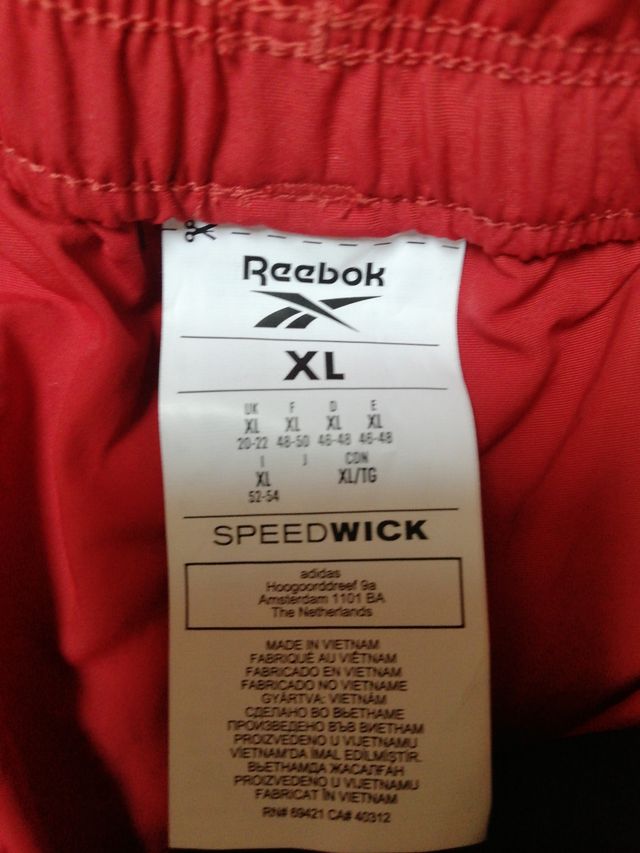 Reebok
XL
UK F D E
XL XL XL XL
20-22 48-50 46-48 46-48
I J CDN
XL XL/TG
52-54
SPEEDWICK
adidas
Hoogoorddreef 9a
Amsterdam 1101 BA
The Netherlands
MADE IN VIETNAM
FABRIQUÉ AU VIÊTNAM
FABRICADO EN VIETNAM
FABRICADO NO VIETNAME
GYÁRTVA: VIETNAM
СДЕЛАНО ВО ВЬЕТНАМЕ
ПРОИЗВЕДЕНО ВЪВ ВИЕТНАМ
PROIZVEDENO U VIJETNAMU
VIETNAM'DA İMAL EDİLMİŞTİR.
ВЬЕТНАМДА ЖАСАЛҒАН
PROIZVEDENO U VIJETNAMU
FABRICAT ÎN VIETNAM
RN# 69421 CA# 40312